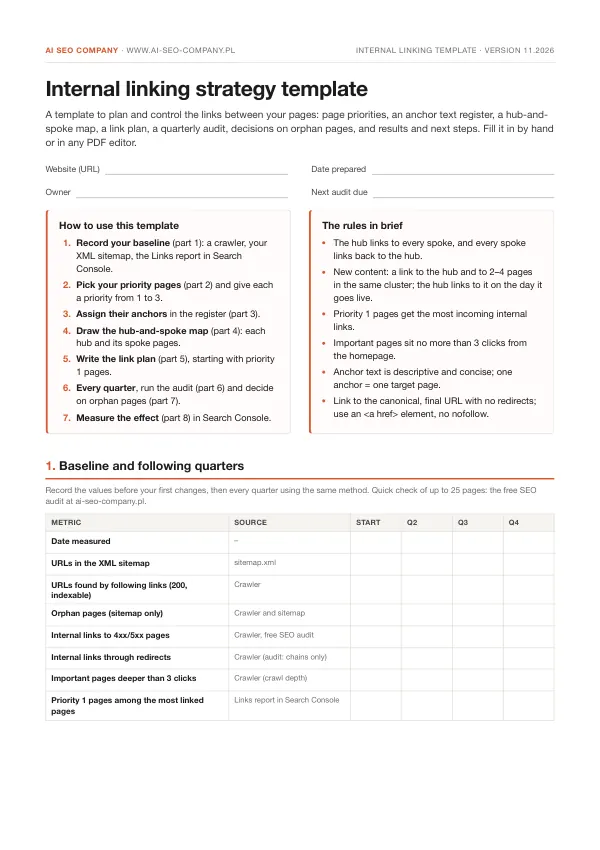 AI SEO COMPANY · WWW.AI-SEO-COMPANY.PL
INTERNAL LINKING TEMPLATE · VERSION 11.2026
Internal linking strategy template
A template to plan and control the links between your pages: page priorities, an anchor text register, a hub-and-
spoke map, a link plan, a quarterly audit, decisions on orphan pages, and results and next steps. Fill it in by hand
or in any PDF editor.
Website (URL)
Date prepared
Owner
Next audit due
How to use this template
1. Record your baseline (part 1): a crawler, your
XML sitemap, the Links report in Search
Console.
2. Pick your priority pages (part 2) and give each
a priority from 1 to 3.
3. Assign their anchors in the register (part 3).
4. Draw the hub-and-spoke map (part 4): each
hub and its spoke pages.
5. Write the link plan (part 5), starting with priority
1 pages.
6. Every quarter, run the audit (part 6) and decide
on orphan pages (part 7).
7. Measure the effect (part 8) in Search Console.
The rules in brief
• The hub links to every spoke, and every spoke
links back to the hub.
• New content: a link to the hub and to 2–4 pages
in the same cluster; the hub links to it on the day it
goes live.
• Priority 1 pages get the most incoming internal
links.
• Important pages sit no more than 3 clicks from
the homepage.
• Anchor text is descriptive and concise; one
anchor = one target page.
• Link to the canonical, final URL with no redirects;
use an <a href> element, no nofollow.
1. Baseline and following quarters
Record the values before your first changes, then every quarter using the same method. Quick check of up to 25 pages: the free SEO
audit at ai-seo-company.pl.
METRIC SOURCE START Q2 Q3 Q4
Date measured –
URLs in the XML sitemap sitemap.xml
URLs found by following links (200, Crawler
indexable)
Orphan pages (sitemap only) Crawler and sitemap
Internal links to 4xx/5xx pages Crawler, free SEO audit
Internal links through redirects Crawler (audit: chains only)
Important pages deeper than 3 clicks Crawler (crawl depth)
Priority 1 pages among the most linked Links report in Search Console
pages